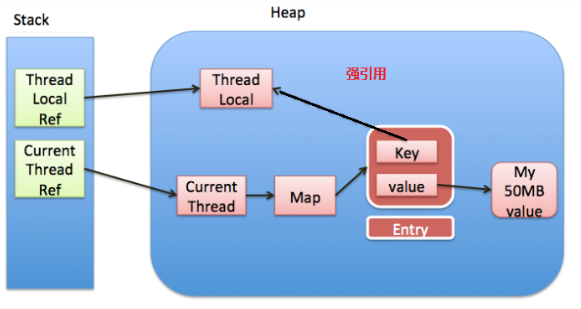 Stack
Heap
Thread
Local
Ref
Current
Thread
Ref
Thread
Local
强引用
Current
Thread
Map
Key
value
Entry
My
50MB
value